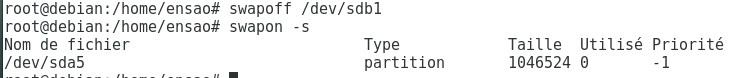 root@debian:/home/ensao# swapoff /dev/sdb1
root@debian:/home/ensao# swapon -s
Nom de fichier Type Taille Utilisé Priorité
/dev/sda5 partition 1046524 0 -1
root@debian:/home/ensao#